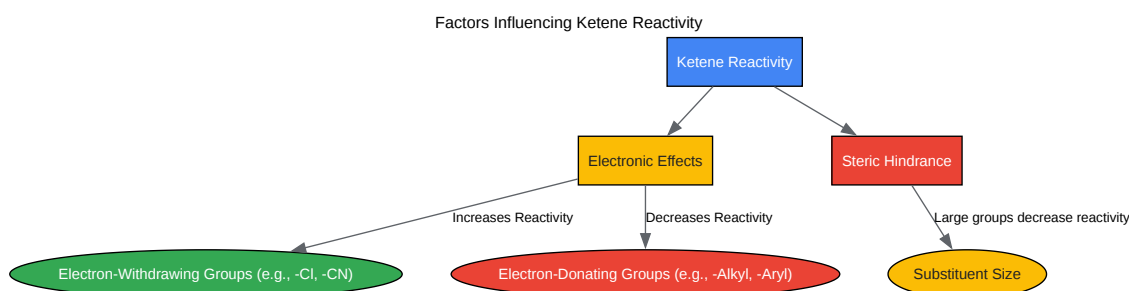 Factors Influencing Ketene Reactivity
Ketene Reactivity
Electronic Effects
Steric Hindrance
Increases Reactivity
Decreases Reactivity
Large groups decrease reactivity
Electron-Withdrawing Groups (e.g., -Cl, -CN)
Electron-Donating Groups (e.g., -Alkyl, -Aryl)
Substituent Size